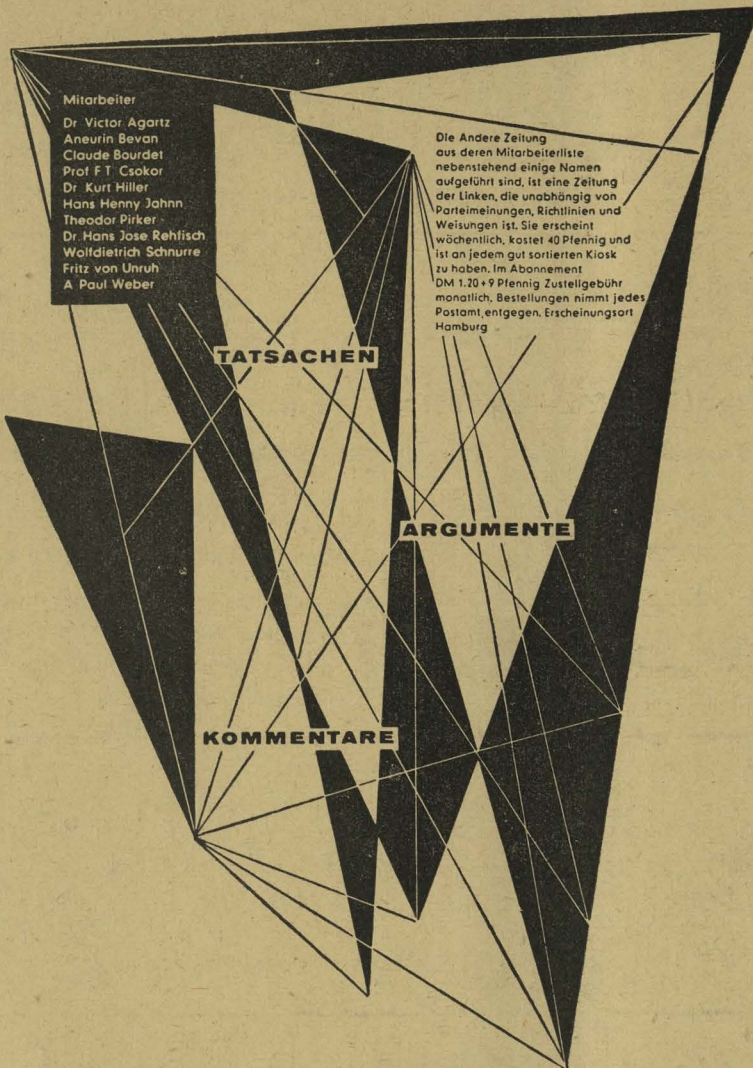 Mitarbeiter
Dr Victor Agartz
Aneurin Bevan
Claude Bourdet
Prof F T Csokor
Dr Kurt Hiller
Hans Henny Jahnn
Theodor Pirker
Dr. Hans Jose Rehfisch
Wolfdietrich Schnurre
Fritz von Unruh
A Paul Weber
Die Andere Zeitung
aus deren Mitarbeiterliste
nebenstehend einige Namen
aufgeführt sind, ist eine Zeitung
der Linken, die unabhängig von
Parteimeinungen, Richtlinien und
Weisungen ist. Sie erscheint
wöchentlich, kostet 40 Pfennig und
ist an jedem gut sortierten Kiosk
zu haben. Im Abonnement
DM 1.20 + 9 Pfennig Zustellgebühr
monatlich, Bestellungen nimmt jedes
Postamt entgegen. Erscheinungsort
Hamburg
TATSACHEN
ARGUMENTE
KOMMENTARE